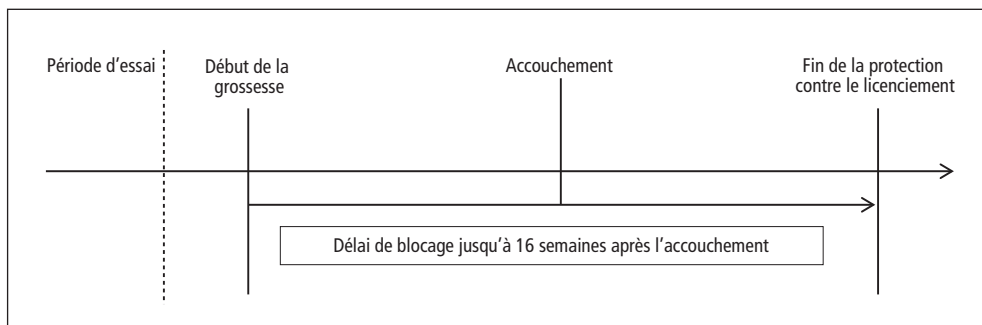 Période d'essai
Début de la
grossesse
Accouchement
Fin de la protection
contre le licenciement
Délai de blocage jusqu'à 16 semaines après l'accouchement